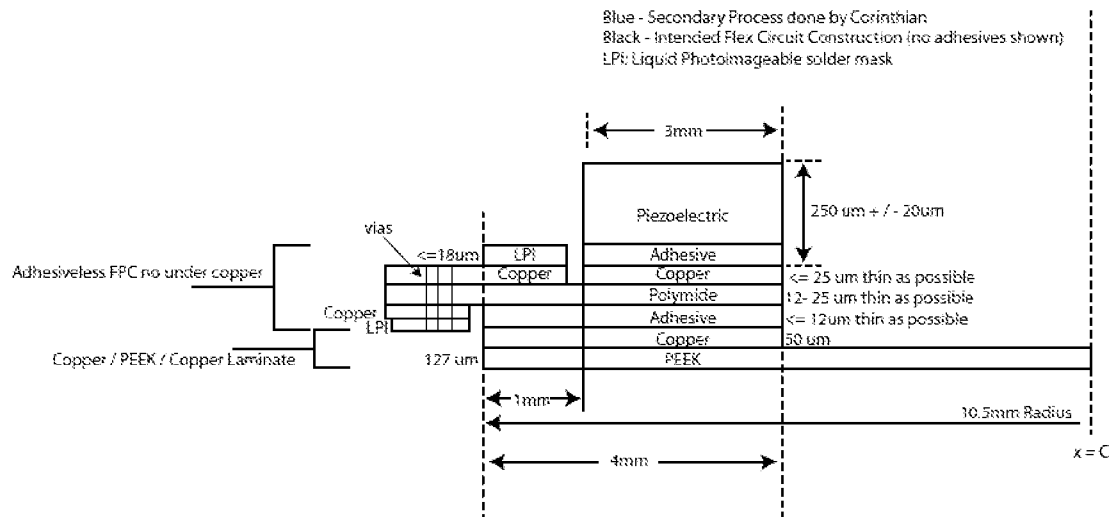 Blue - Secondary Process done by Corinthian
Black - Intended Flex Circuit Construction (no adhesives shown)
LPI: Liquid Photoimageable solder mask
3mm
250 um + / - 20um
Piezoelectric
vias
<=18um
LPI
Adhesive
Adhesiveless FPC no under copper
Copper
Copper
<= 25 um thin as possible
Polymide
12- 25 um thin as possible
Copper
Adhesive
<= 12um thin as possible
LPI
Copper
50 um
Copper / PEEK / Copper Laminate
127 um
PEEK
1mm
10.5mm Radius
x = C
4mm